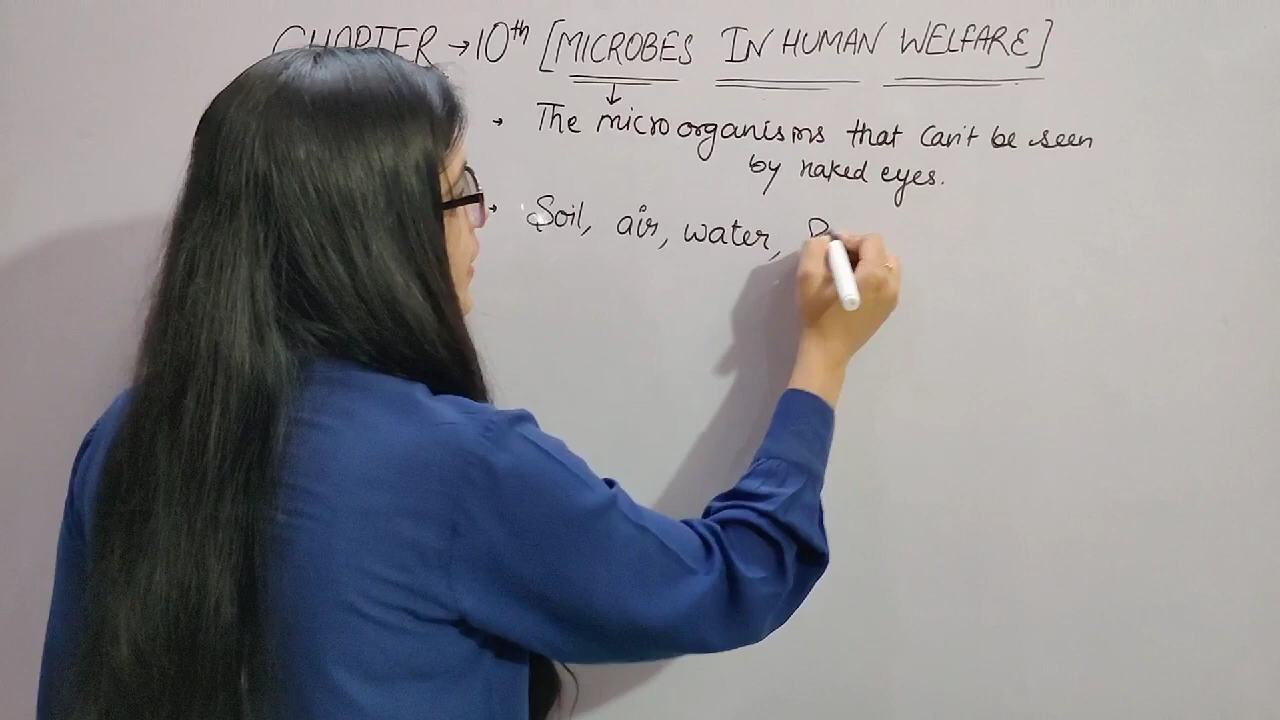 CHAPTER → 10th [MICROBES IN HUMAN WELFARE]
→ The microorganisms that can't be seen
by naked eyes.
→ Soil, air, water,